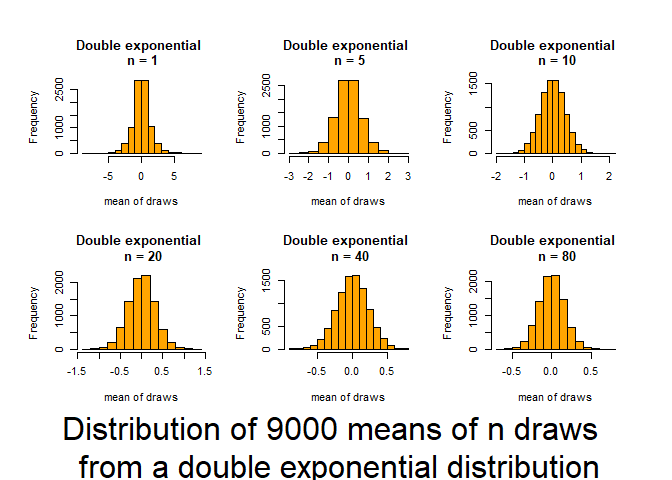 Double exponential
n = 1
Frequency
0 1000 2500
-5 0 5
mean of draws
Double exponential
n = 5
Frequency
0 1000 2500
-3 -2 -1 0 1 2 3
mean of draws
Double exponential
n = 10
Frequency
0 500 1500
-2 -1 0 1 2
mean of draws
Double exponential
n = 20
Frequency
0 1000 2000
-1.5 -0.5 0.5 1.5
mean of draws
Double exponential
n = 40
Frequency
0 500 1500
-0.5 0.0 0.5
mean of draws
Double exponential
n = 80
Frequency
0 1000 2000
-0.5 0.0 0.5
mean of draws
Distribution of 9000 means of n draws
from a double exponential distribution